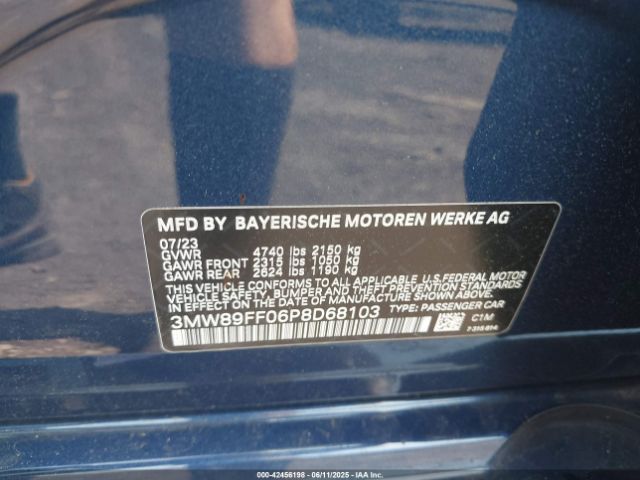 MFD BY BAYERISCHE MOTOREN WERKE AG
07/23
GVWR 4740 lbs 2150 kg
GAWR FRONT 2315 lbs 1050 kg
GAWR REAR 2624 lbs 1190 kg
THIS VEHICLE CONFORMS TO ALL APPLICABLE U.S. FEDERAL MOTOR
VEHICLE SAFETY, BUMPER AND THEFT PREVENTION STANDARDS
IN EFFECT ON THE DATE OF MANUFACTURE SHOWN ABOVE.
3MW89FF06P8D68103 TYPE: PASSENGER CAR
C1M
000-42456198 - 06/11/2025 - IAAI.COM